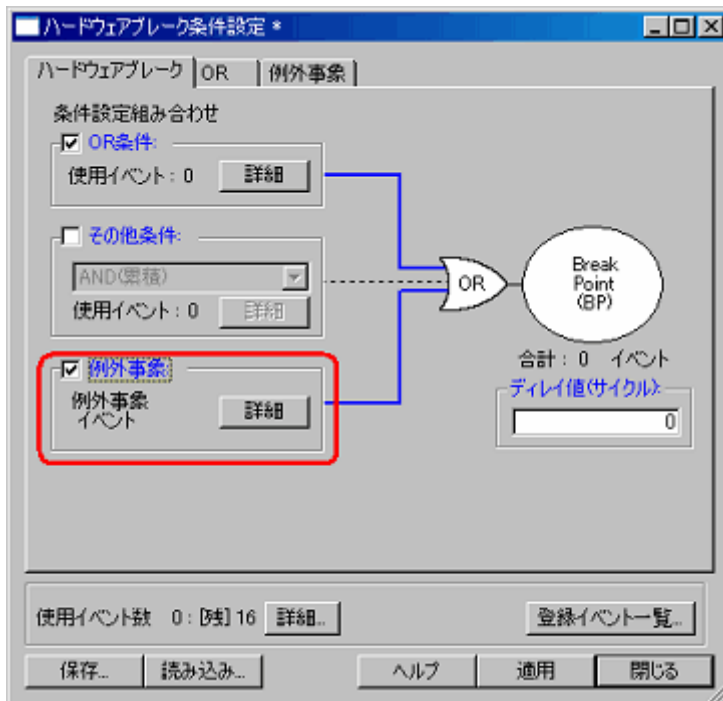 ハードウェアブレーク条件設定 *
ハードウェアブレーク OR 例外事象
条件設定組み合わせ
OR条件:
使用イベント : 0 詳細
その他条件:
AND(累積)
使用イベント : 0 詳細
例外事象:
例外事象
イベント
詳細
OR
Break
Point
(BP)
合計 : 0 イベント
ディレイ値(サイクル):
0
使用イベント数 0 : [残] 16 詳細... 登録イベント一覧...
保存... 読み込み... ヘルプ 適用 閉じる